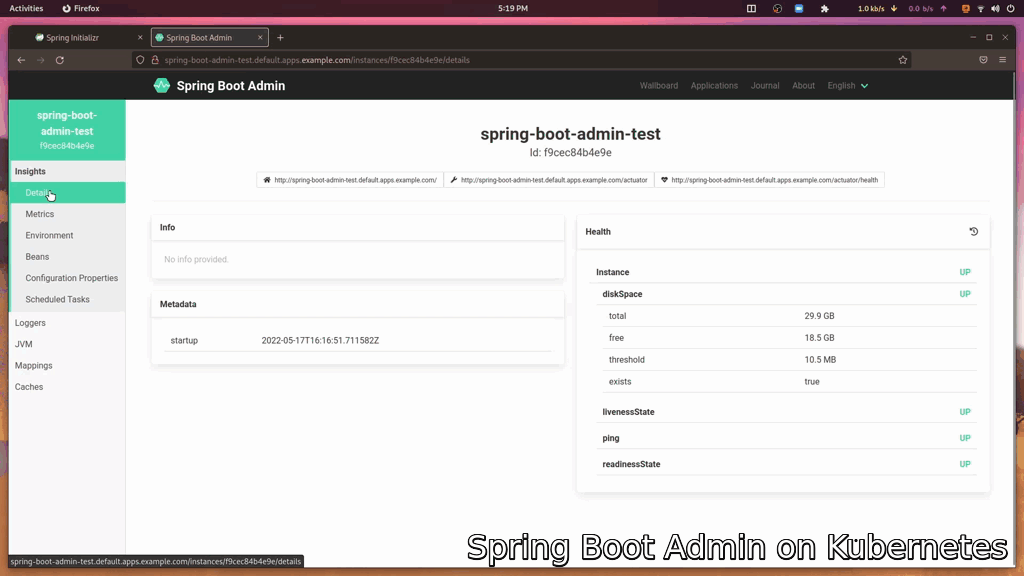 Activities Firefox 5:19 PM 1.0 kb/s 0.0 b/s
Spring Initializr Spring Boot Admin
spring-boot-admin-test.default.apps.example.com/instances/f9cec84b4e9e/details
Spring Boot Admin Wallboard Applications Journal About English
spring-boot-
admin-test
f9cec84b4e9e
Insights
Details
Metrics
Environment
Beans
Configuration Properties
Scheduled Tasks
Loggers
JVM
Mappings
Caches
spring-boot-admin-test
Id: f9cec84b4e9e
http://spring-boot-admin-test.default.apps.example.com/ http://spring-boot-admin-test.default.apps.example.com/actuator http://spring-boot-admin-test.default.apps.example.com/actuator/health
Info
No info provided.
Metadata
startup 2022-05-17T16:16:51.711582Z
Health
Instance UP
diskSpace UP
total 29.9 GB
free 18.5 GB
threshold 10.5 MB
exists true
livenessState UP
ping UP
readinessState UP
spring-boot-admin-test.default.apps.example.com/instances/f9cec84b4e9e/details
Spring Boot Admin on Kubernetes